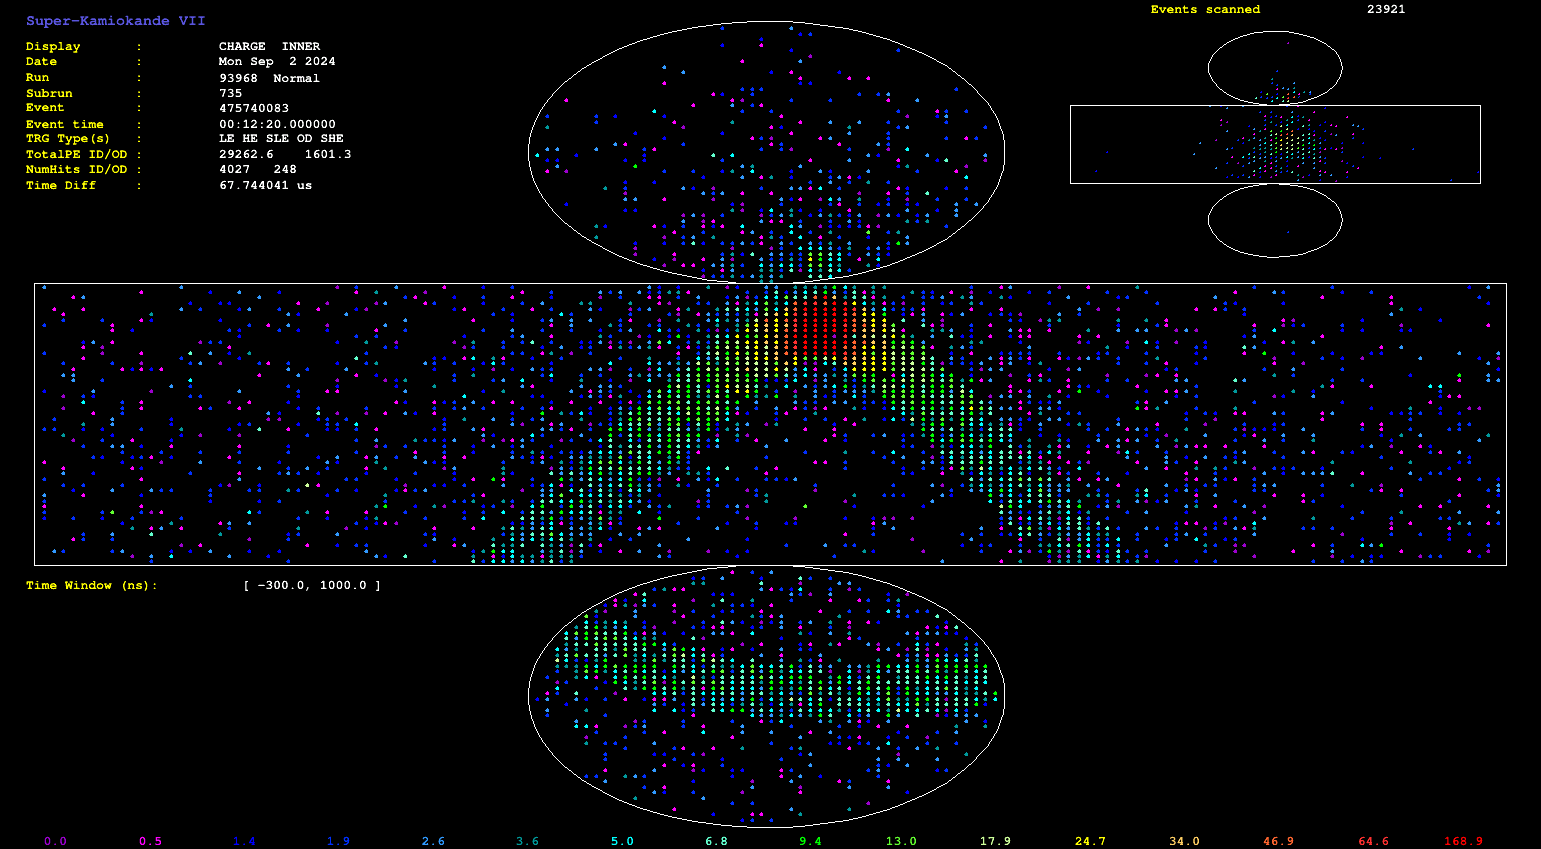 Super-Kamiokande VII
Events scanned 23921
Display : CHARGE INNER
Date : Mon Sep 2 2024
Run : 93968 Normal
Subrun : 735
Event : 475740083
Event time : 00:12:20.000000
TRG Type(s) : LE HE SLE OD SHE
TotalPE ID/OD : 29262.6 1601.3
NumHits ID/OD : 4027 248
Time Diff : 67.744041 us
Time Window (ns): [ -300.0, 1000.0 ]
0.0 0.5 1.4 1.9 2.6 3.6 5.0 6.8 9.4 13.0 17.9 24.7 34.0 46.9 64.6 168.9